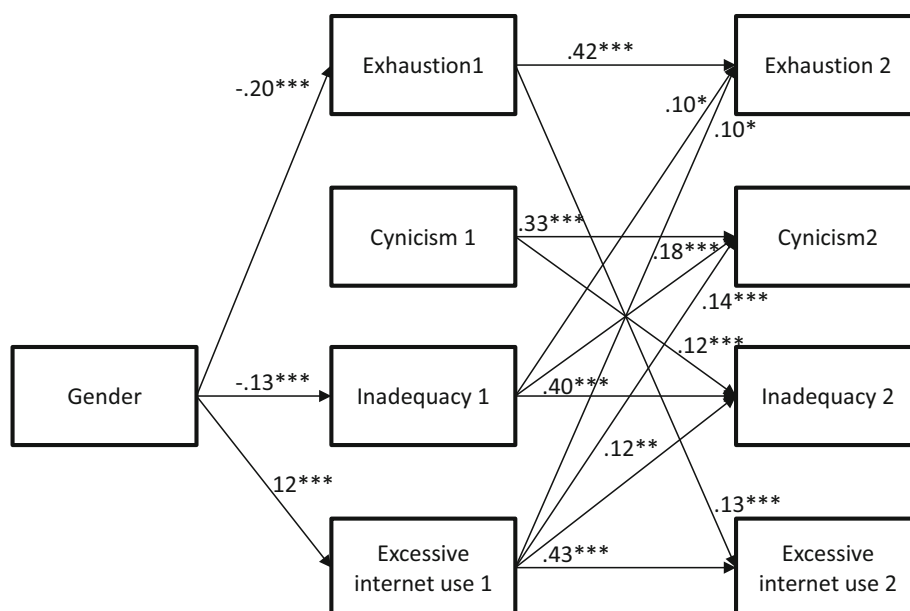 Exhaustion1
.42***
Exhaustion 2
-.20***
.10*
.10*
Cynicism 1
.33***
.18***
Cynicism2
.14***
.12***
Gender
-.13***
Inadequacy 1
.40***
Inadequacy 2
.12**
12***
.13***
Excessive
internet use 1
.43***
Excessive
internet use 2